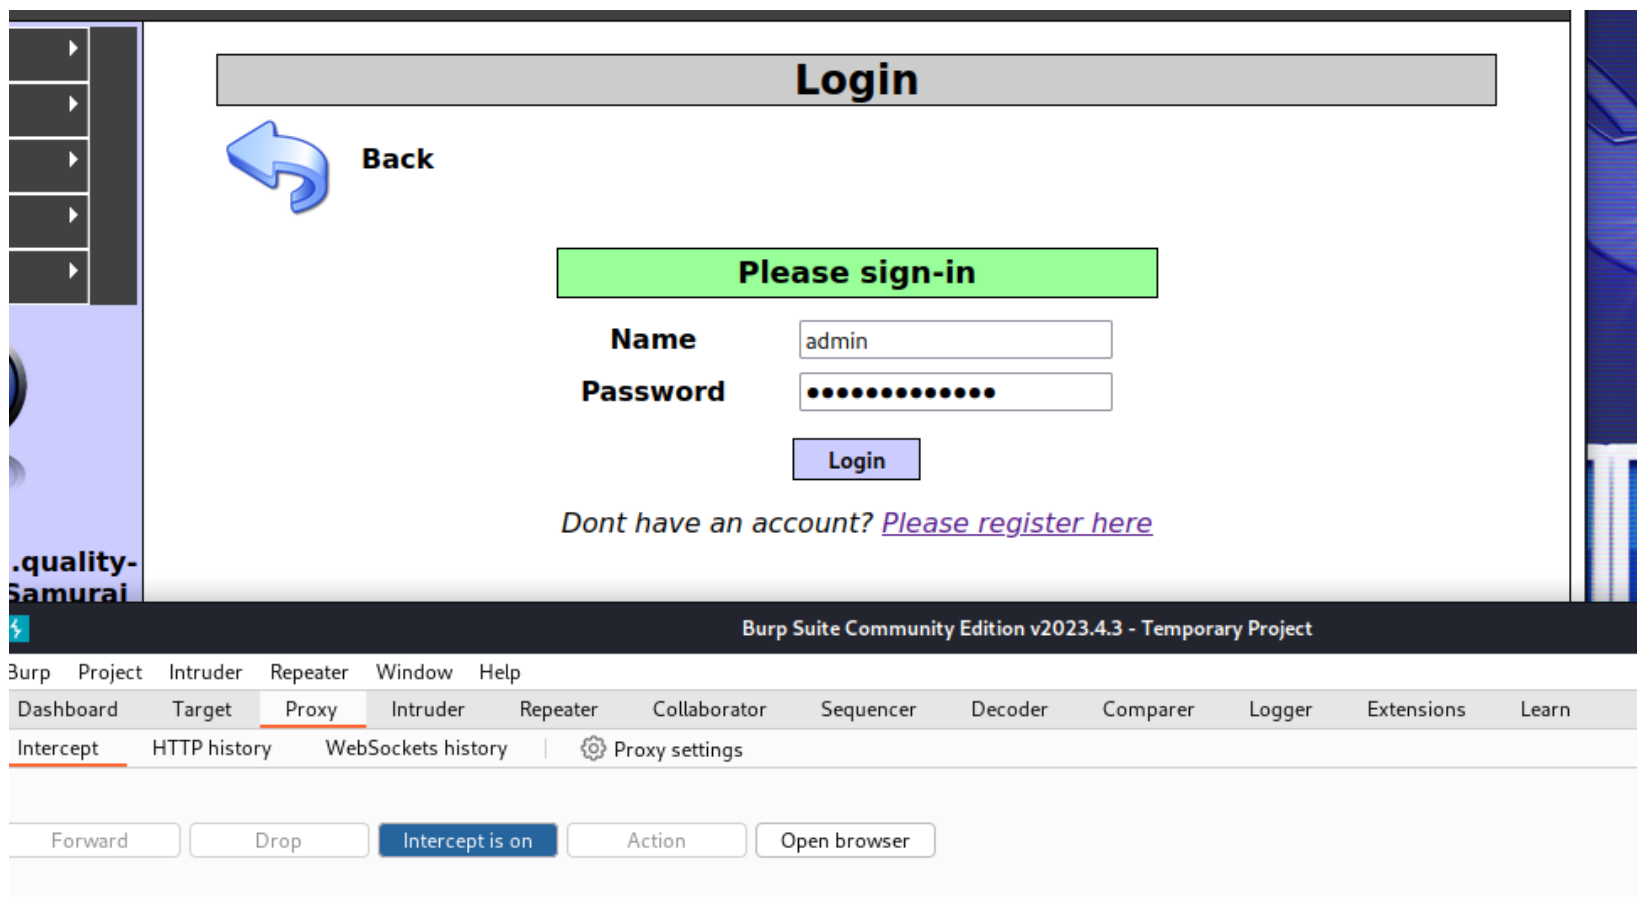 Login
Back
Please sign-in
Name admin
Password •••••••••••••
Login
Dont have an account? Please register here
.quality-
Samurai
Burp Suite Community Edition v2023.4.3 - Temporary Project
Burp Project Intruder Repeater Window Help
Dashboard Target Proxy Intruder Repeater Collaborator Sequencer Decoder Comparer Logger Extensions Learn
Intercept HTTP history WebSockets history Proxy settings
Forward Drop Intercept is on Action Open browser